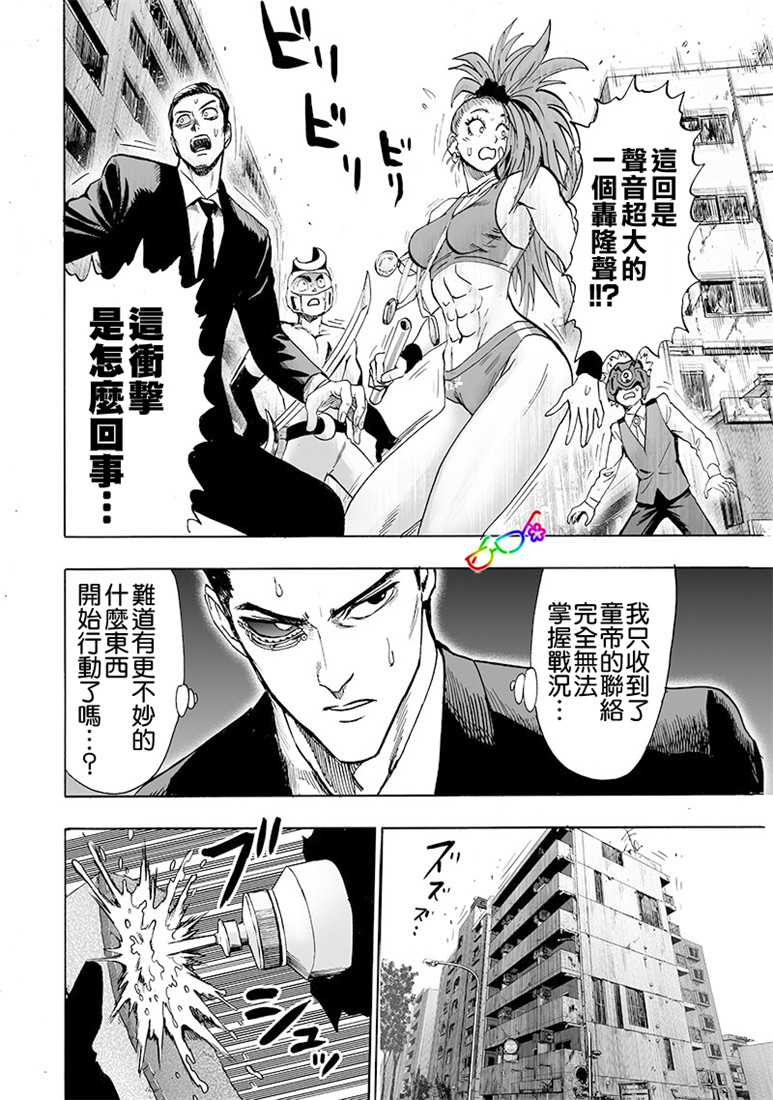 這回是
聲音超大的
一個轟隆聲!!?
ビリ
ビリ
ビリ
這衝擊
是怎麼回事…
我只收到了
童帝的聯絡
完全無法
掌握戰況…
難道有更不妙的
什麼東西
開始行動了嗎…?
ズズ…
ブッ
シュッ…